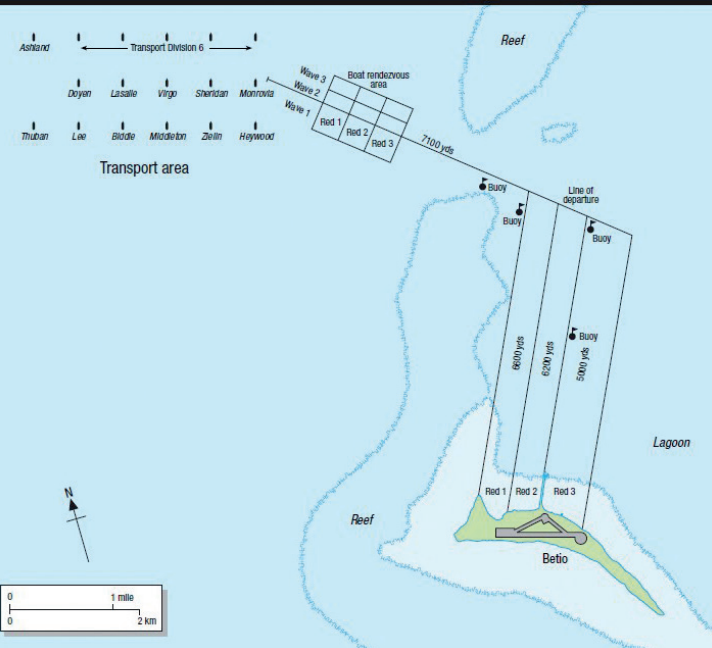 Ashland
Transport Division 6
Doyen Lasalle Virgo Sheridan Monrovia
Thuban Lee Biddle Middleton Zielin Heywood
Transport area
Wave 3
Wave 2
Wave 1
Boat rendezvous
area
Red 1
Red 2
Red 3
7100 yds
Reef
Buoy
Buoy
Line of
departure
Buoy
Buoy
6600 yds
6200 yds
5000 yds
Lagoon
Red 1 Red 2 Red 3
Reef
Betio
N
0 1 mile
0 2 km